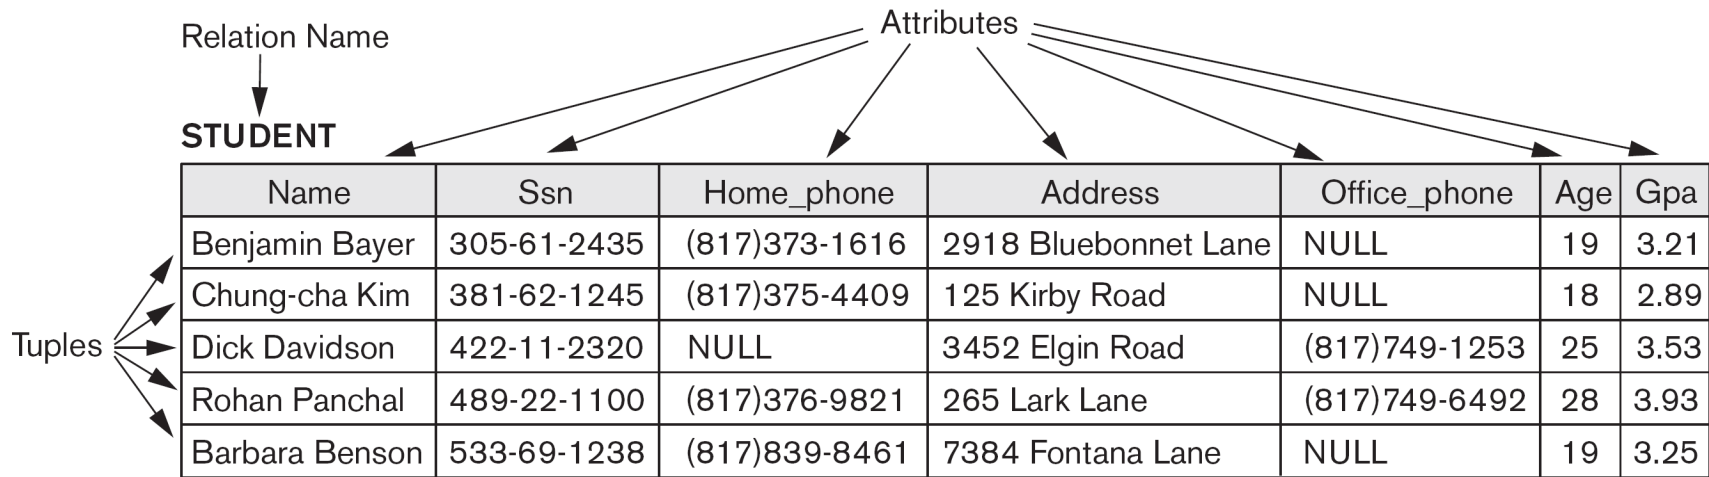 Attributes
Relation Name
STUDENT
Name Ssn Home_phone Address Office_phone Age Gpa
Benjamin Bayer 305-61-2435 (817)373-1616 2918 Bluebonnet Lane NULL 19 3.21
Chung-cha Kim 381-62-1245 (817)375-4409 125 Kirby Road NULL 18 2.89
Tuples
Dick Davidson 422-11-2320 NULL 3452 Elgin Road (817)749-1253 25 3.53
Rohan Panchal 489-22-1100 (817)376-9821 265 Lark Lane (817)749-6492 28 3.93
Barbara Benson 533-69-1238 (817)839-8461 7384 Fontana Lane NULL 19 3.25